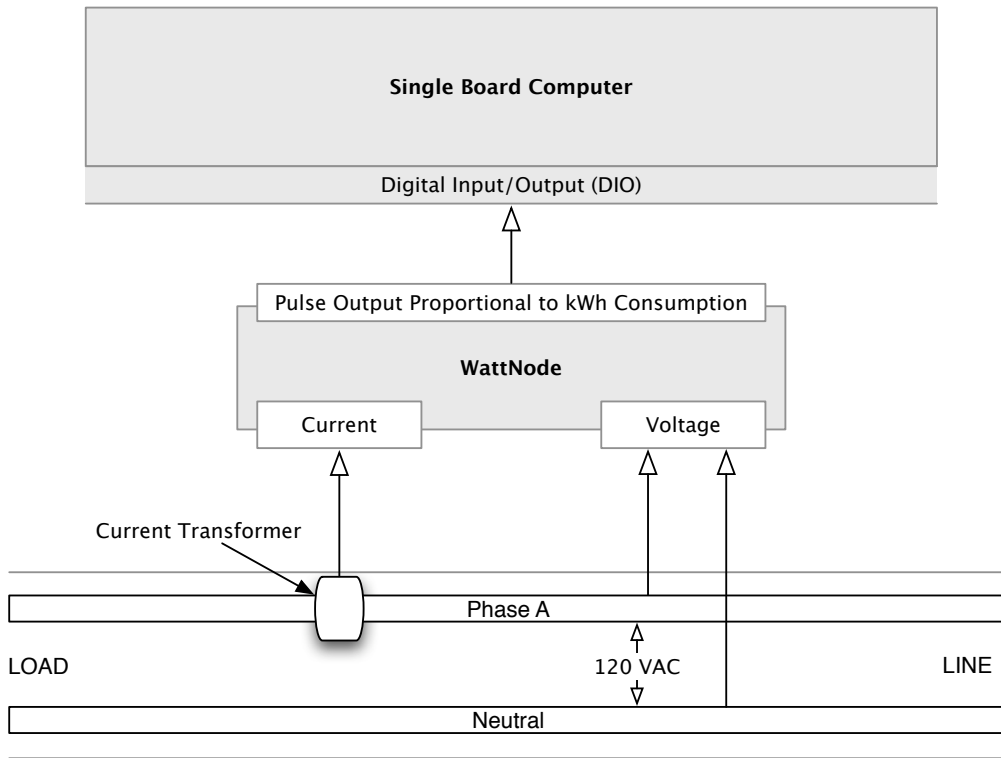 Single Board Computer
Digital Input/Output (DIO)
Pulse Output Proportional to kWh Consumption
WattNode
Current
Voltage
Current Transformer
Phase A
LOAD
120 VAC
LINE
Neutral